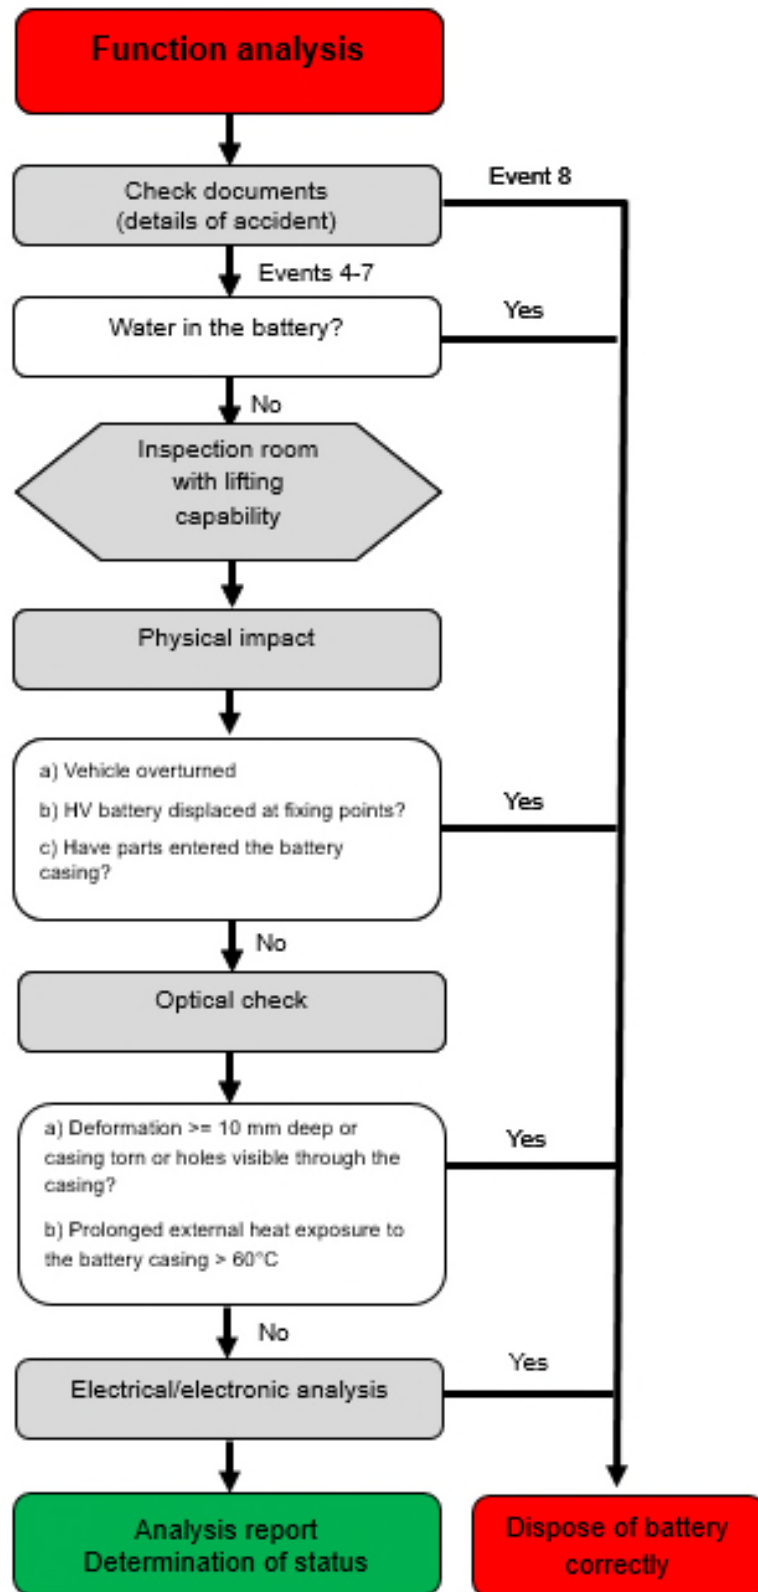 Function analysis
Check documents
(details of accident)
Event 8
Events 4-7
Water in the battery?
Yes
No
Inspection room
with lifting
capability
Physical impact
a) Vehicle overturned
b) HV battery displaced at fixing points?
c) Have parts entered the battery
casing?
Yes
No
Optical check
a) Deformation >= 10 mm deep or
casing torn or holes visible through the
casing?
b) Prolonged external heat exposure to
the battery casing > 60°C
Yes
No
Electrical/electronic analysis
Yes
Analysis report
Determination of status
Dispose of battery
correctly